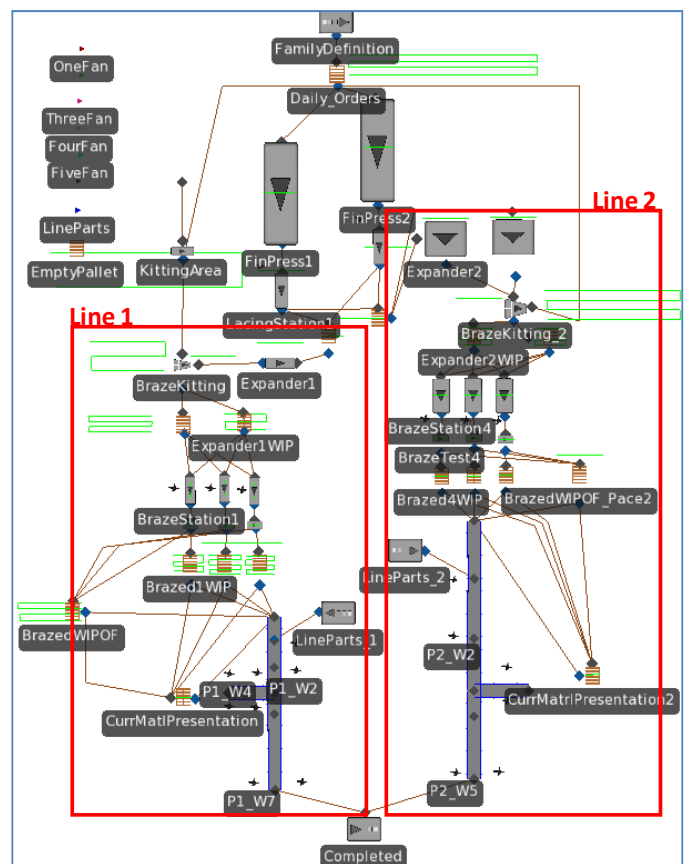 FamilyDefinition
OneFan
Daily_Orders
ThreeFan
FourFan
FiveFan
LineParts
EmptyPallet
KittingArea
FinPress1
FinPress2
Line 2
Expander2
LacingStation1
Line 1
BrazeKitting_2
BrazeKitting
Expander1
Expander2WIP
Expander1WIP
BrazeStation4
BrazeTest4
BrazeStation1
Brazed4WIP
BrazedWIPOF_Pace2
Brazed1WIP
LineParts_2
BrazedWIPOF
LineParts_1
P2_W2
P1_W4
P1_W2
CurrMatlPresentation
CurrMatrlPresentation2
P1_W7
P2_W5
Completed